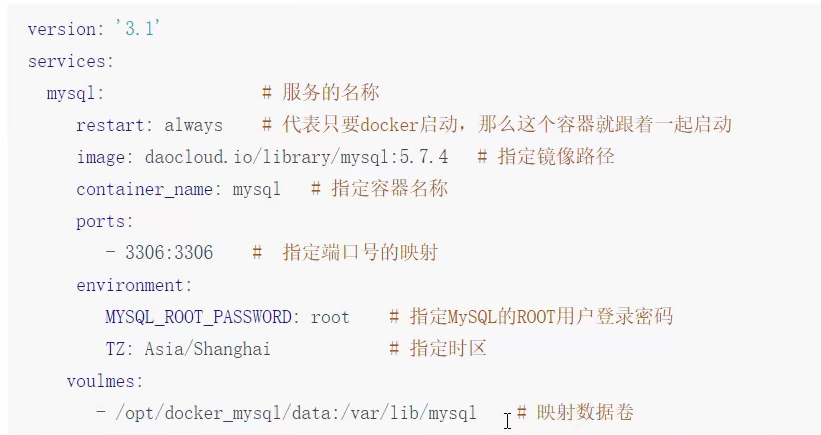 version: '3.1'
services:
  mysql:                # 服务的名称
     restart: always    # 代表只要docker启动，那么这个容器就跟着一起启动
     image: daocloud.io/library/mysql:5.7.4   # 指定镜像路径
     container_name: mysql   # 指定容器名称
     ports:
        - 3306:3306    #  指定端口号的映射
     environment:
        MYSQL_ROOT_PASSWORD: root    # 指定MySQL的ROOT用户登录密码
        TZ: Asia/Shanghai            # 指定时区
    voulmes:
       - /opt/docker_mysql/data:/var/lib/mysql    # 映射数据卷